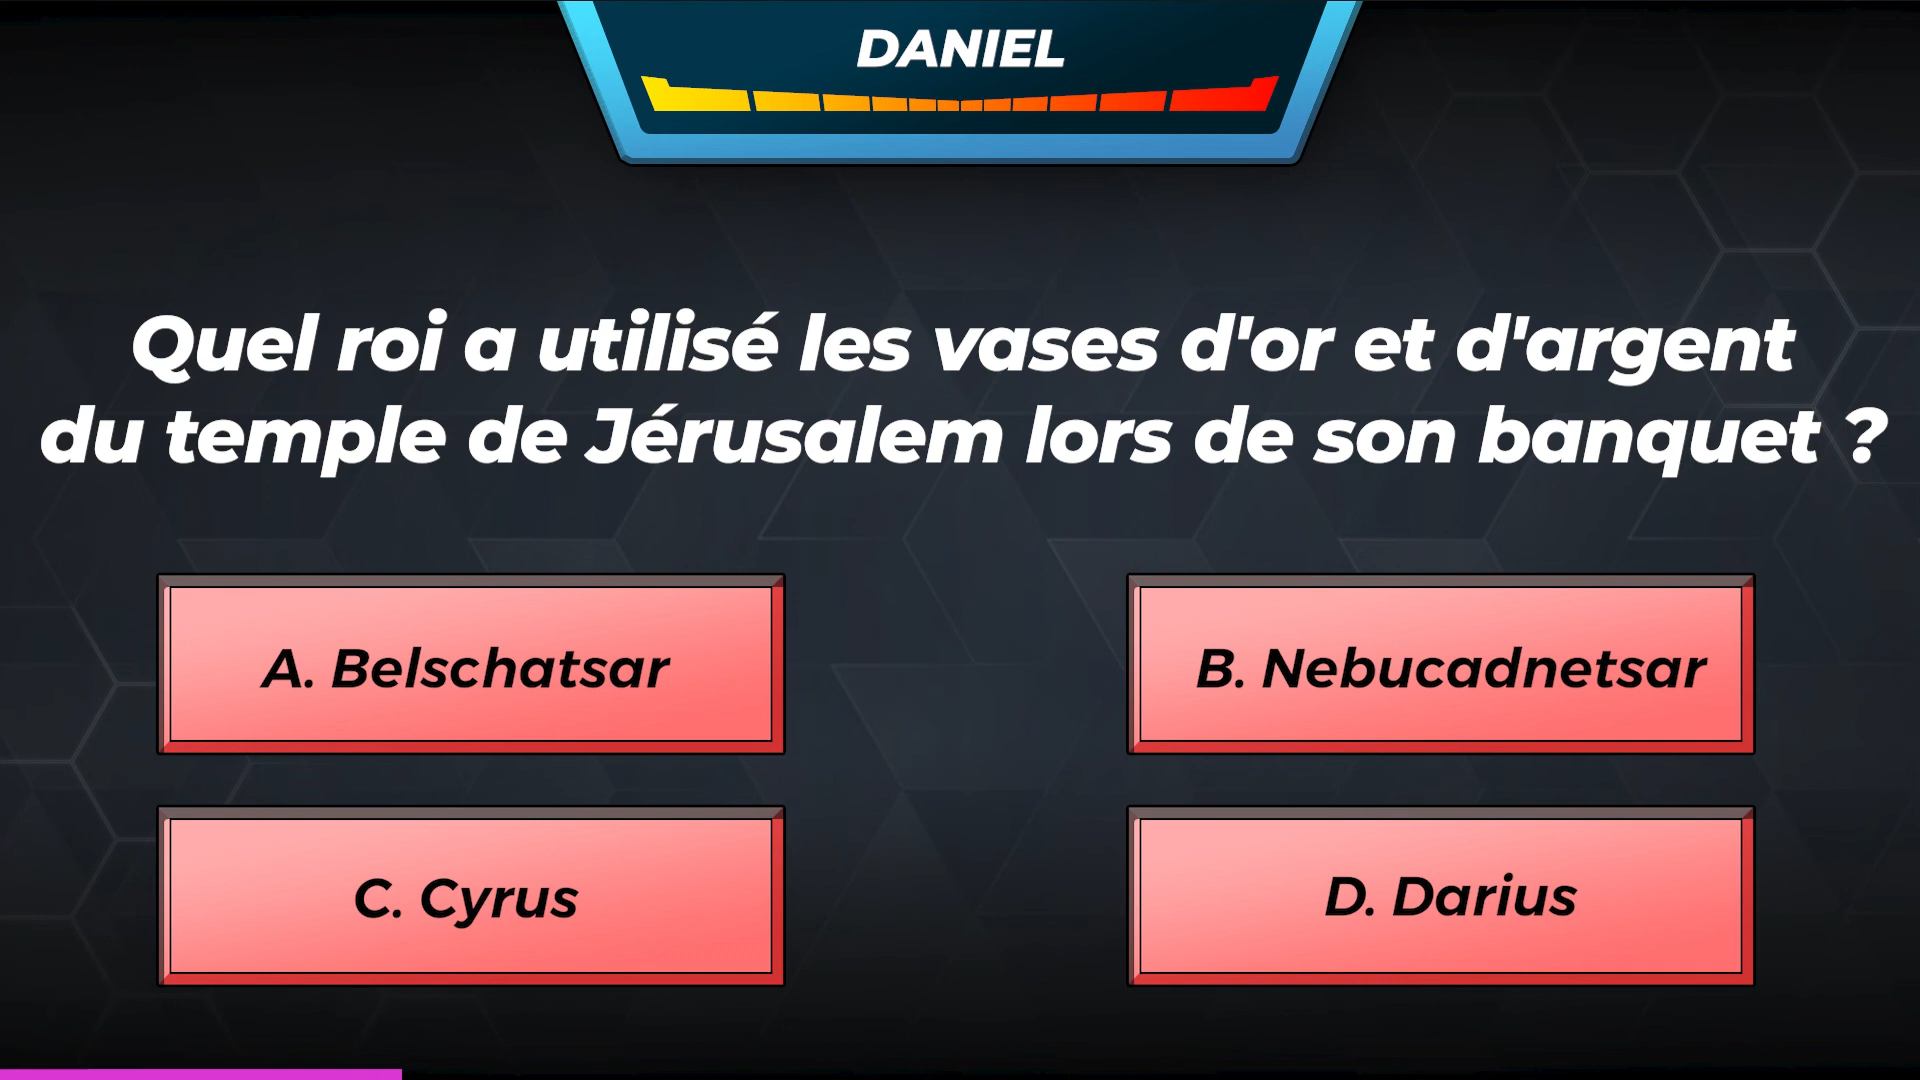 DANIEL
Quel roi a utilisé les vases d'or et d'argent
du temple de Jérusalem lors de son banquet ?
A. Belschatsar
B. Nebucadnetsar
C. Cyrus
D. Darius